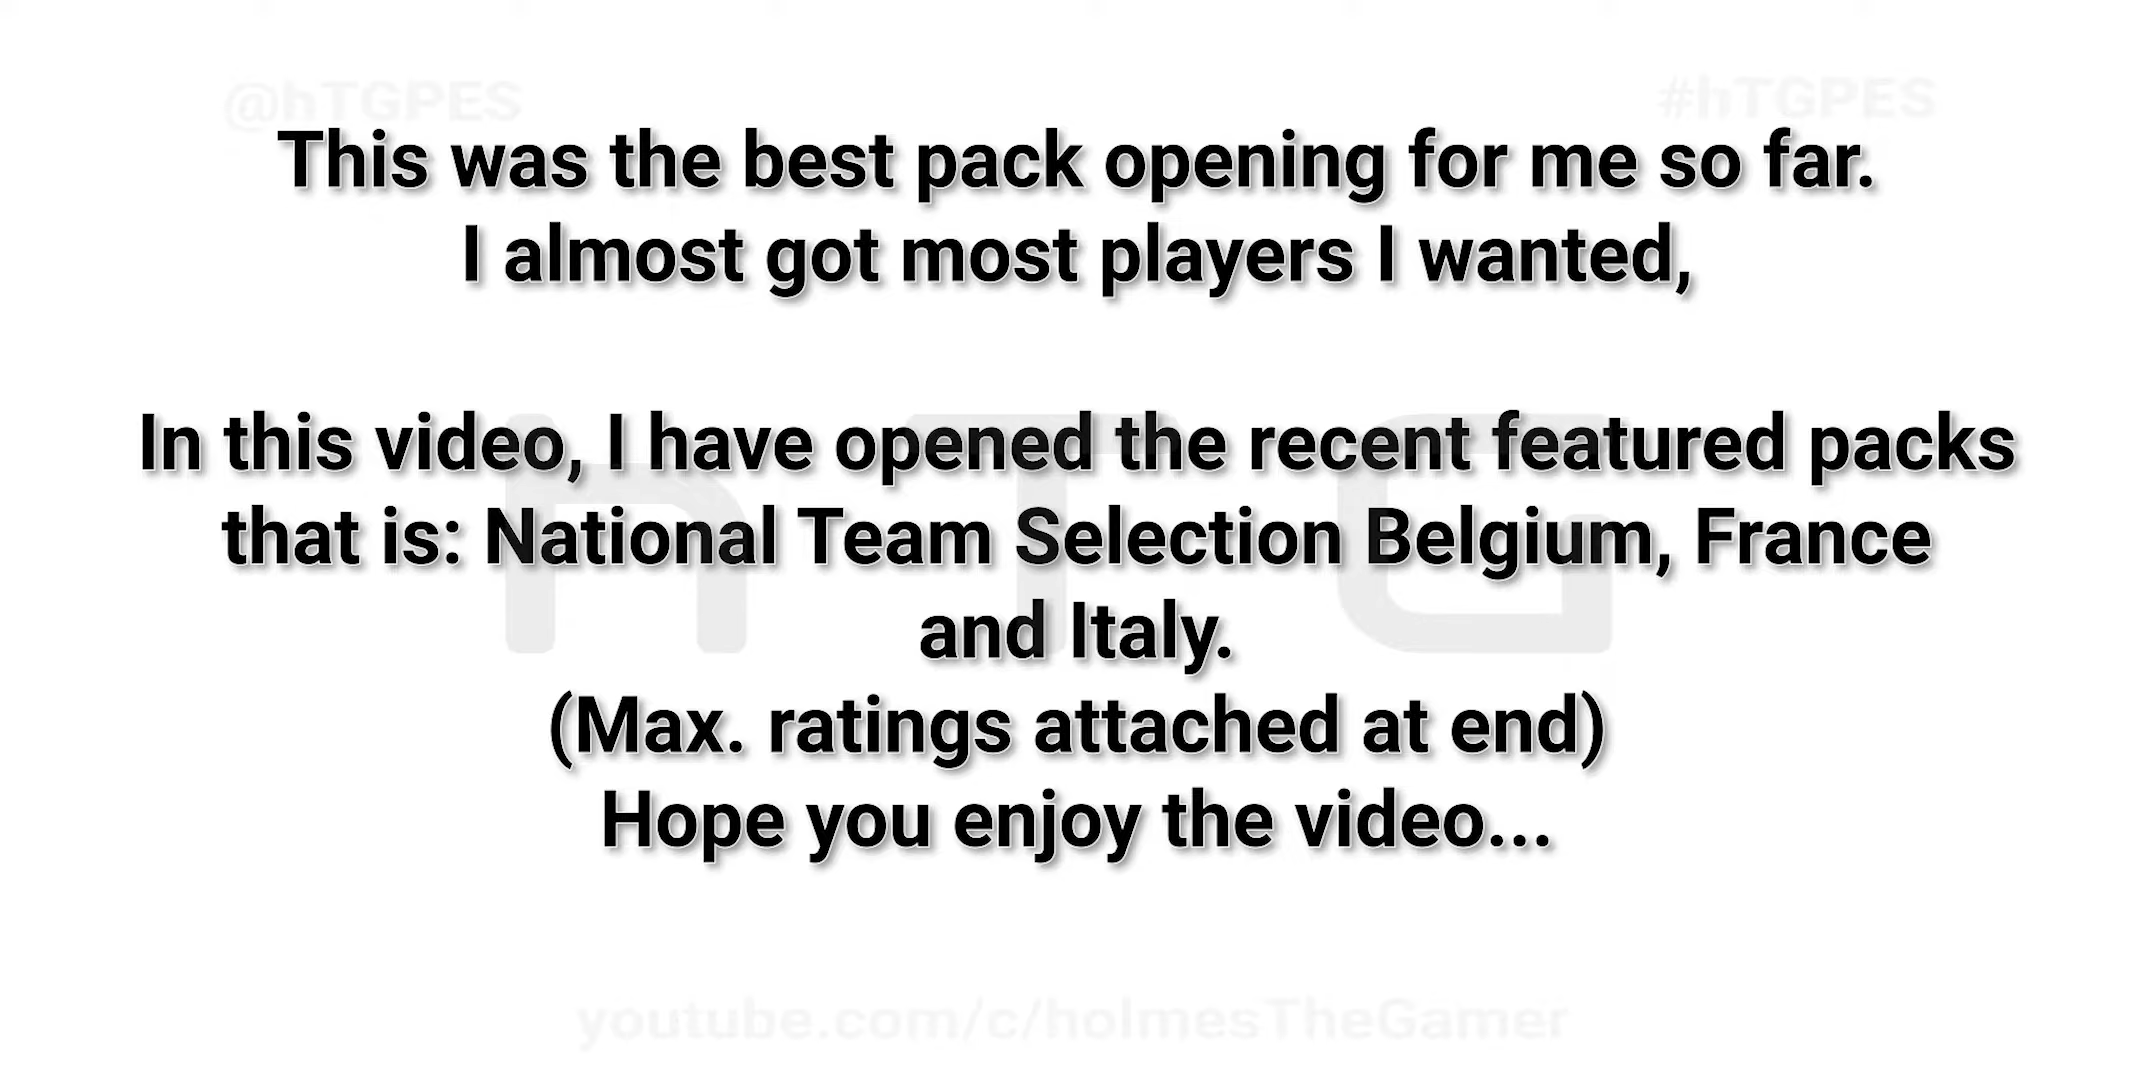 @hTGPES #hTGPES
This was the best pack opening for me so far.
I almost got most players I wanted,
In this video, I have opened the recent featured packs
that is: National Team Selection Belgium, France
and Italy.
(Max. ratings attached at end)
Hope you enjoy the video...
hTG
youtube.com/c/holmesTheGamer